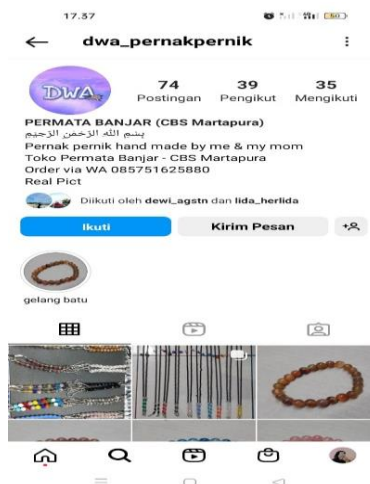 17.37
dwa_pernakpernik
DWA
74 39 35
Postingan Pengikut Mengikuti
PERMATA BANJAR (CBS Martapura)
بِسْمِ اللّٰهِ الرَّحْمٰنِ الرَّحِيْمِ
Pernak pernik hand made by me & my mom
Toko Permata Banjar - CBS Martapura
Order via WA 085751625880
Real Pict
Diikuti oleh dewi_agstn dan lida_herlida
Ikuti Kirim Pesan
gelang batu